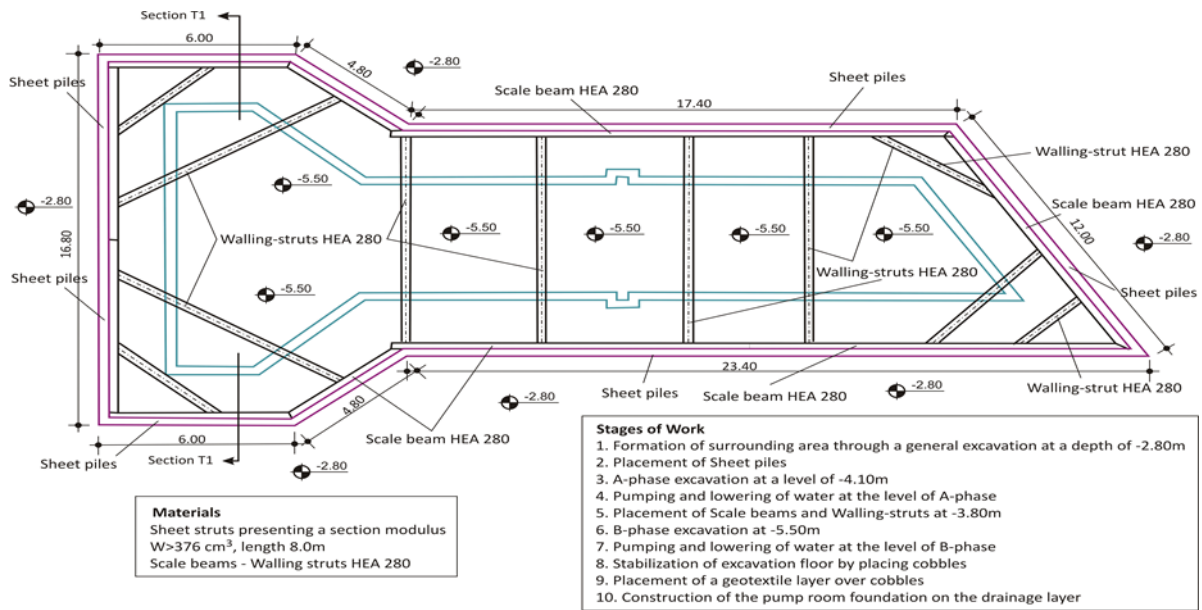 Section T1
6.00
4.80
-2.80
Sheet piles
Scale beam HEA 280
Sheet piles
17.40
Walling-strut HEA 280
Scale beam HEA 280
-5.50
-2.80
16.80
Walling-struts HEA 280
-5.50
-5.50
-5.50
-5.50
12.00
-2.80
Walling-struts HEA 280
Sheet piles
-5.50
Sheet piles
23.40
Walling-strut HEA 280
4.80
-2.80
Sheet piles
Scale beam HEA 280
-2.80
6.00
Scale beam HEA 280
Section T1
Sheet piles
-2.80
Materials
Sheet struts presenting a section modulus
W>376 cm³, length 8.0m
Scale beams - Walling struts HEA 280
Stages of Work
1. Formation of surrounding area through a general excavation at a depth of -2.80m
2. Placement of Sheet piles
3. A-phase excavation at a level of -4.10m
4. Pumping and lowering of water at the level of A-phase
5. Placement of Scale beams and Walling-struts at -3.80m
6. B-phase excavation at -5.50m
7. Pumping and lowering of water at the level of B-phase
8. Stabilization of excavation floor by placing cobbles
9. Placement of a geotextile layer over cobbles
10. Construction of the pump room foundation on the drainage layer